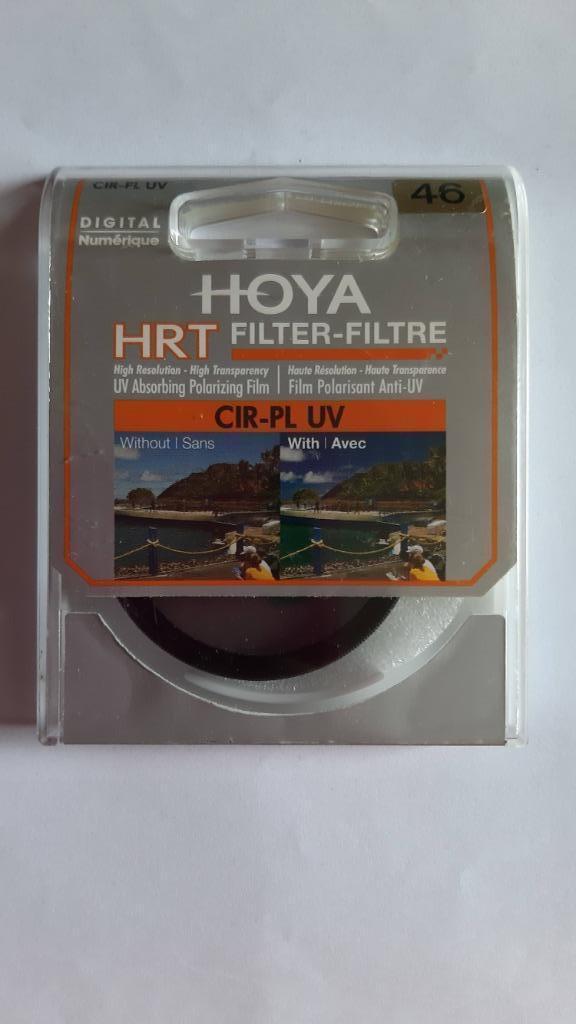 CIR-PL UV
46
DIGITAL
Numérique
HOYA
HRT FILTER-FILTRE
High Resolution - High Transparency | Haute Résolution - Haute Transparence
UV Absorbing Polarizing Film | Film Polarisant Anti-UV
CIR-PL UV
Without | Sans With | Avec